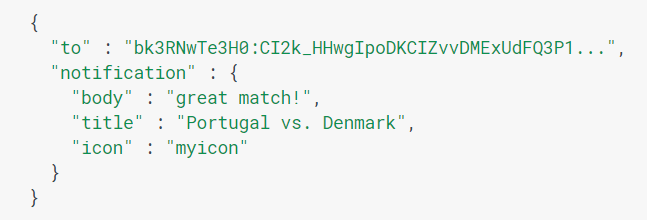 {
"to" : "bk3RNwTe3H0:CI2k_HHwgIpoDKCIZvvDMExUdFQ3P1...",
"notification" : {
"body" : "great match!",
"title" : "Portugal vs. Denmark",
"icon" : "myicon"
}
}